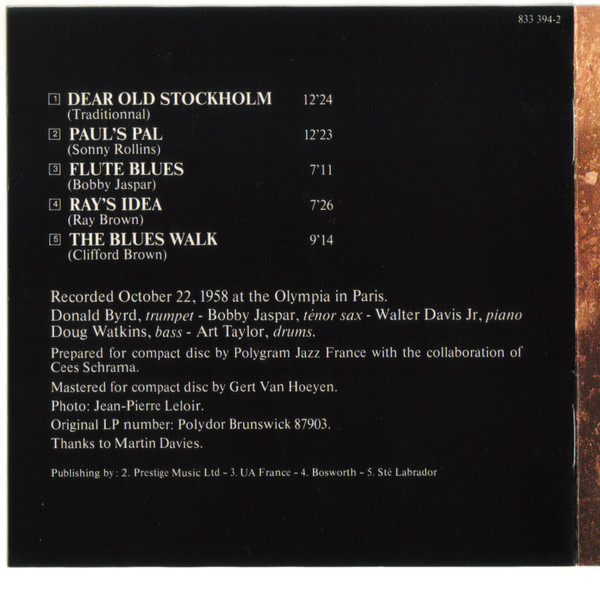 833 394-2
1 DEAR OLD STOCKHOLM 12'24
(Traditionnal)
2 PAUL'S PAL 12'23
(Sonny Rollins)
3 FLUTE BLUES 7'11
(Bobby Jaspar)
4 RAY'S IDEA 7'26
(Ray Brown)
5 THE BLUES WALK 9'14
(Clifford Brown)
Recorded October 22, 1958 at the Olympia in Paris.
Donald Byrd, trumpet - Bobby Jaspar, ténor sax - Walter Davis Jr, piano
Doug Watkins, bass - Art Taylor, drums.
Prepared for compact disc by Polygram Jazz France with the collaboration of
Cees Schrama.
Mastered for compact disc by Gert Van Hoeyen.
Photo: Jean-Pierre Leloir.
Original LP number: Polydor Brunswick 87903.
Thanks to Martin Davies.
Publishing by : 2. Prestige Music Ltd - 3. UA France - 4. Bosworth - 5. Sté Labrador